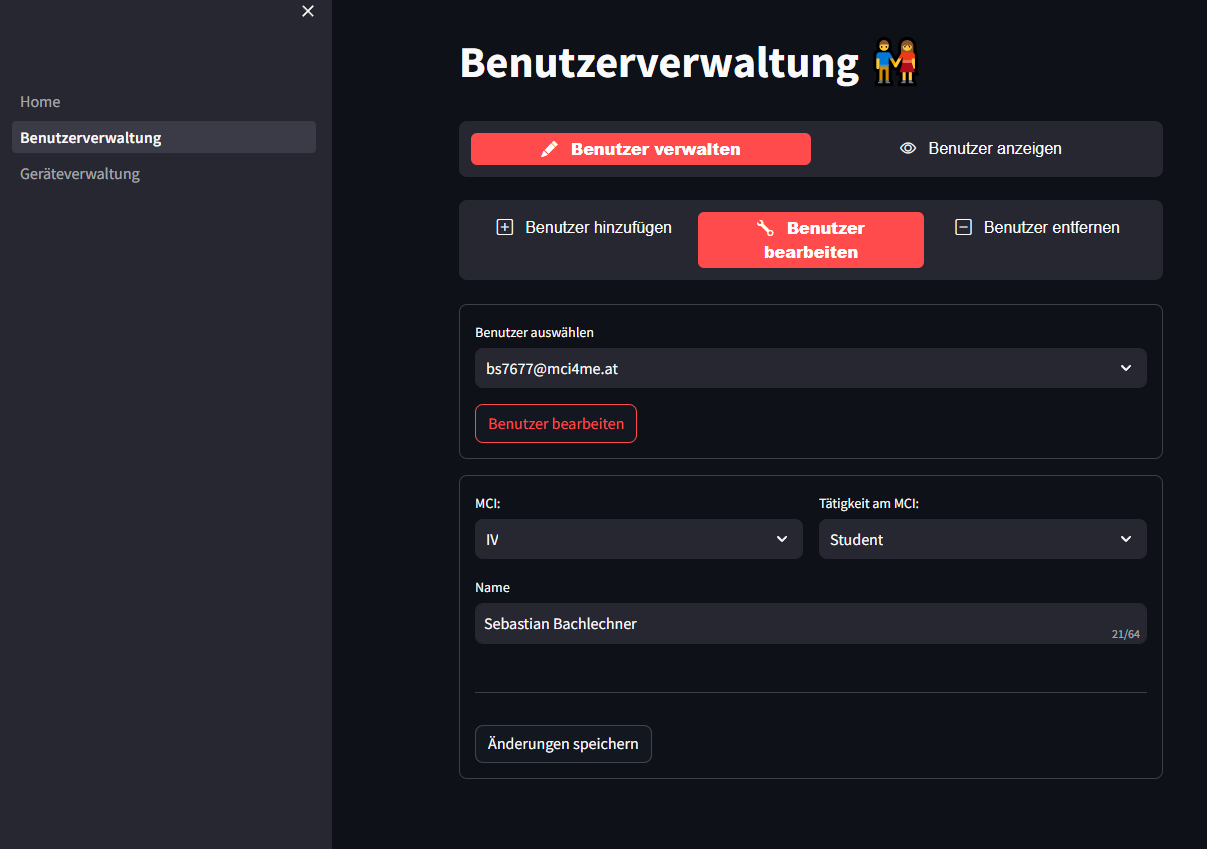 Home
Benutzerverwaltung
Geräteverwaltung
Benutzerverwaltung
Benutzer verwalten
Benutzer anzeigen
Benutzer hinzufügen
Benutzer
bearbeiten
Benutzer entfernen
Benutzer auswählen
bs7677@mci4me.at
Benutzer bearbeiten
MCI:
Tätigkeit am MCI:
IV
Student
Name
Sebastian Bachlechner
21/64
Änderungen speichern